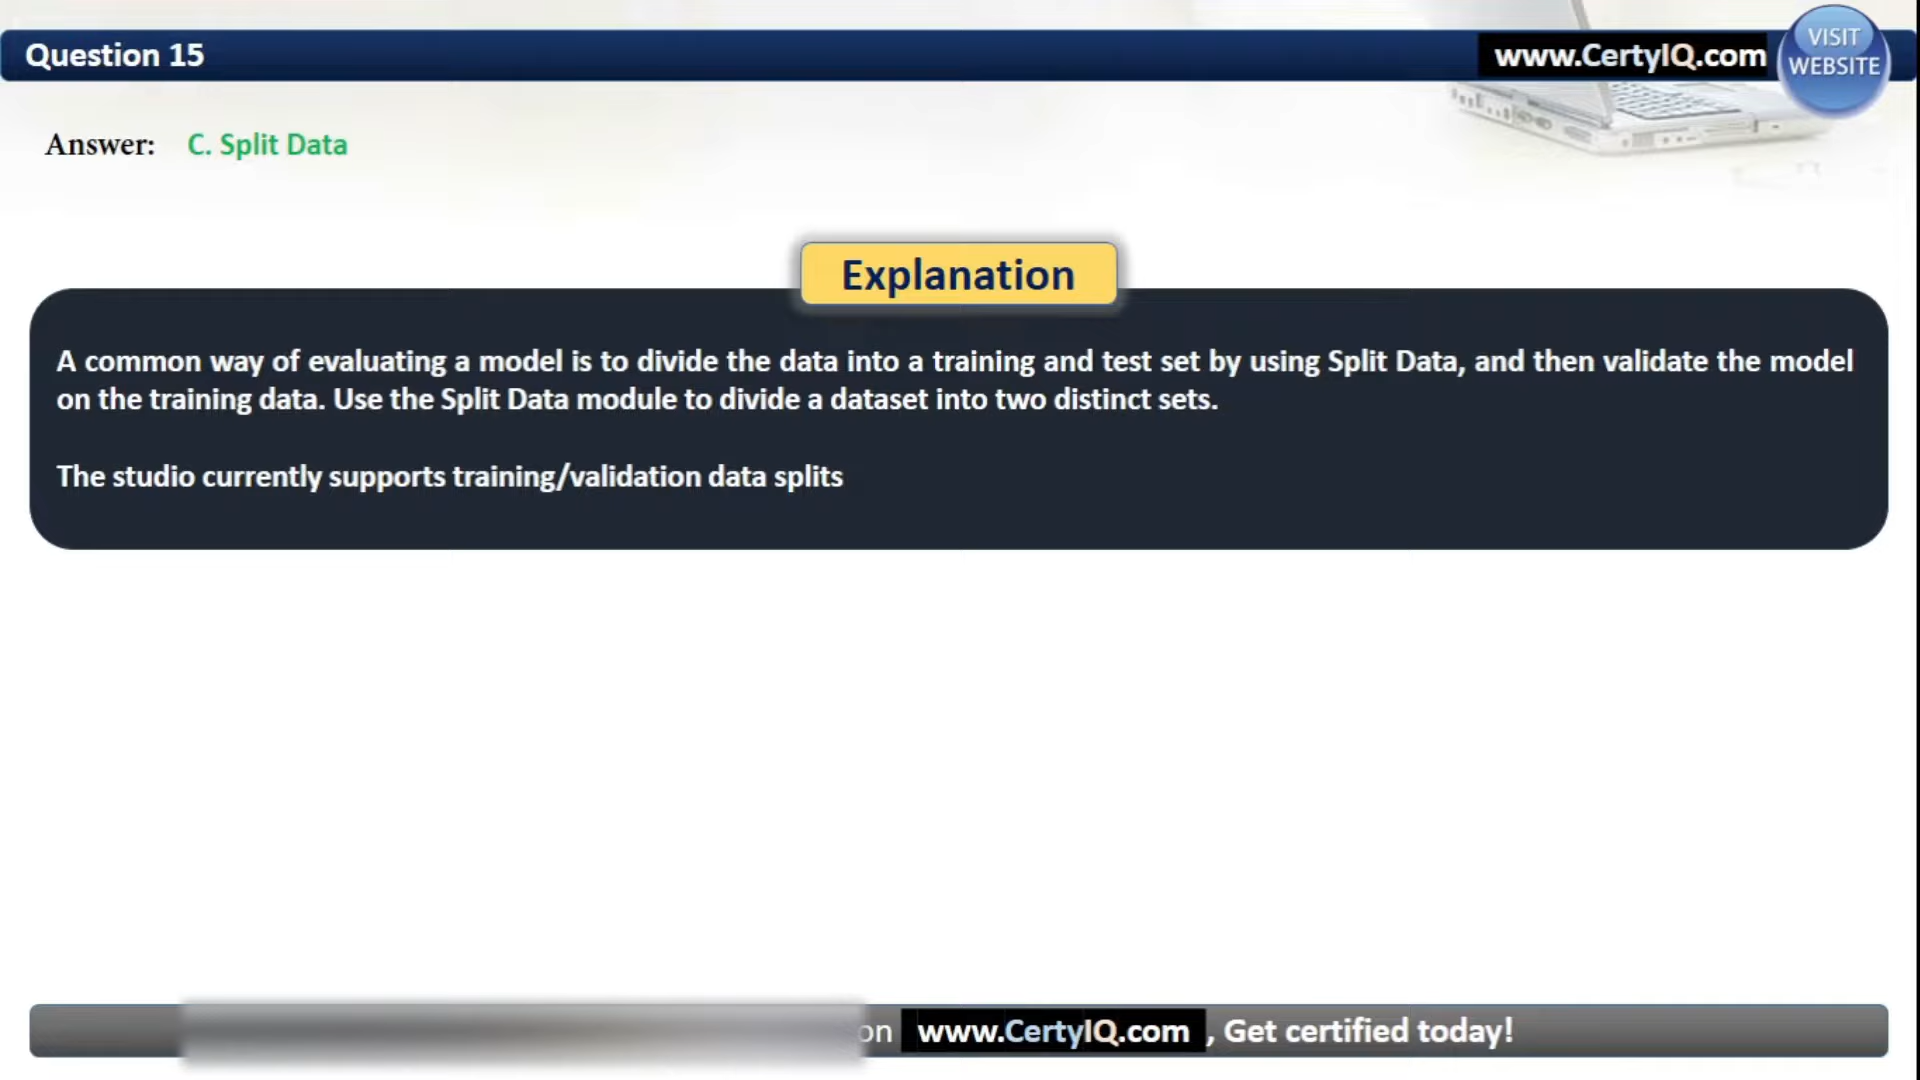 Question 15
www.CertyIQ.com
VISIT
WEBSITE
Answer: C. Split Data
Explanation
A common way of evaluating a model is to divide the data into a training and test set by using Split Data, and then validate the model
on the training data. Use the Split Data module to divide a dataset into two distinct sets.
The studio currently supports training/validation data splits
on www.CertyIQ.com , Get certified today!